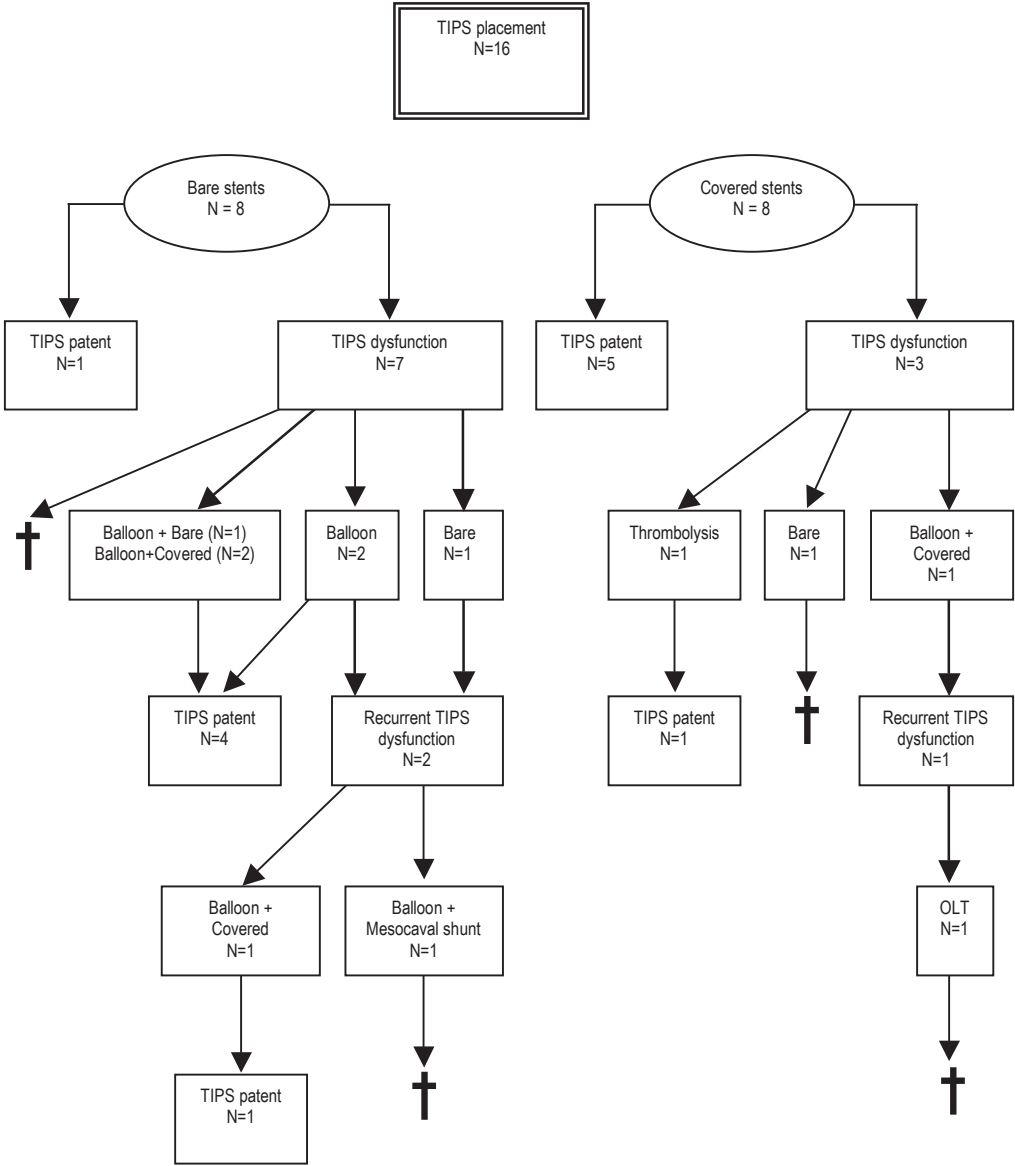 TIPS placement
N=16
Bare stents
N = 8
Covered stents
N = 8
TIPS patent
N=1
TIPS dysfunction
N=7
TIPS patent
N=5
TIPS dysfunction
N=3
Balloon + Bare (N=1)
Balloon+Covered (N=2)
Balloon
N=2
Bare
N=1
Thrombolysis
N=1
Bare
N=1
Balloon +
Covered
N=1
TIPS patent
N=4
Recurrent TIPS
dysfunction
N=2
TIPS patent
N=1
Recurrent TIPS
dysfunction
N=1
Balloon +
Covered
N=1
Balloon +
Mesocaval shunt
N=1
OLT
N=1
TIPS patent
N=1